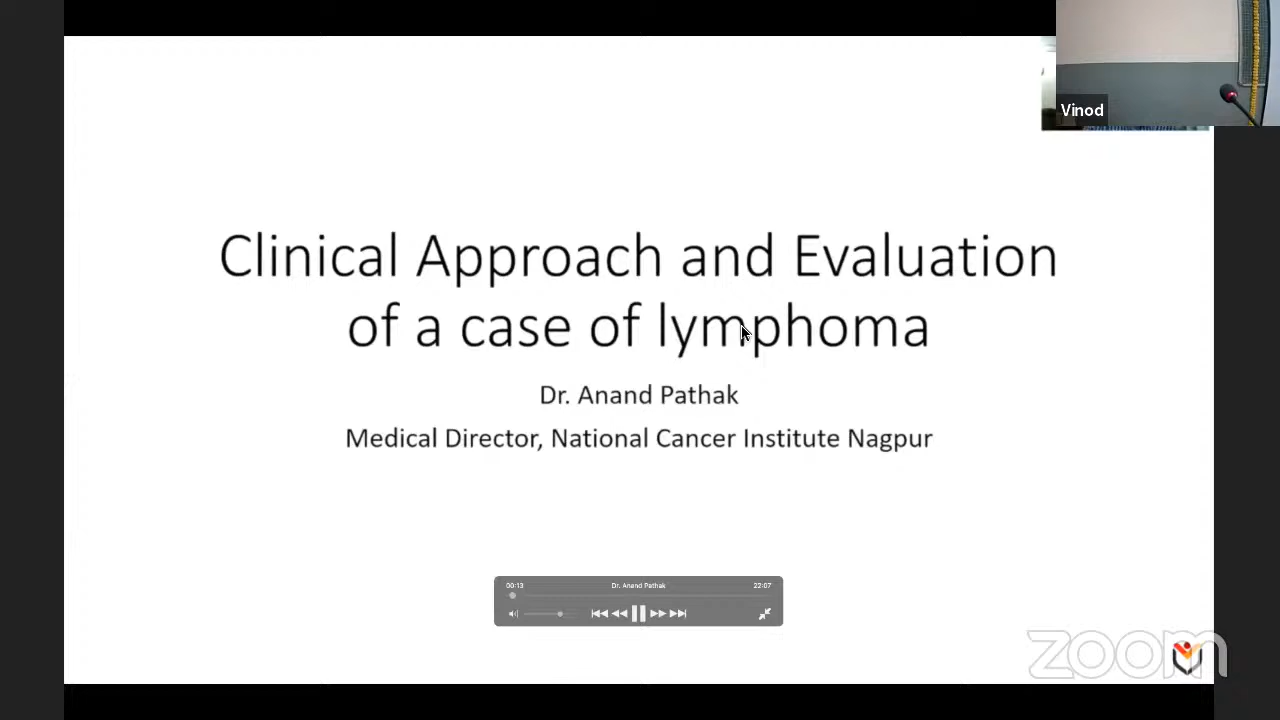 Vinod
Clinical Approach and Evaluation
of a case of lymphoma
Dr. Anand Pathak
Medical Director, National Cancer Institute Nagpur
00:13 Dr. Anand Pathak 22:07
zoom